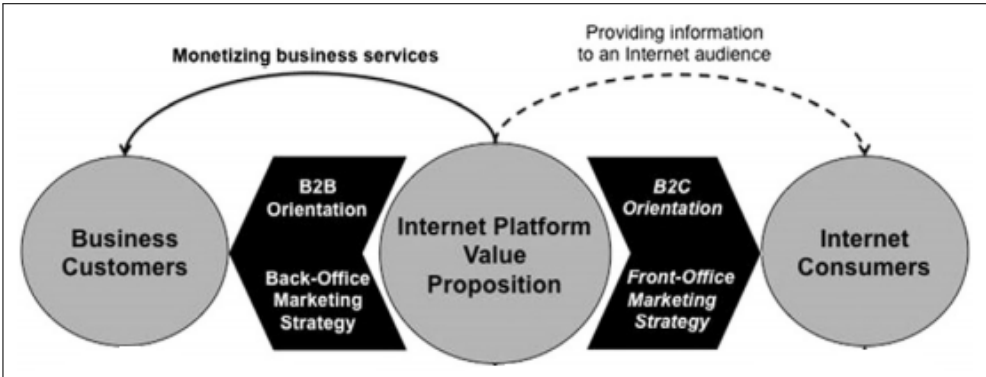 Monetizing business services
Providing information
to an Internet audience
Business
Customers
B2B
Orientation
Back-Office
Marketing
Strategy
Internet Platform
Value
Proposition
B2C
Orientation
Front-Office
Marketing
Strategy
Internet
Consumers